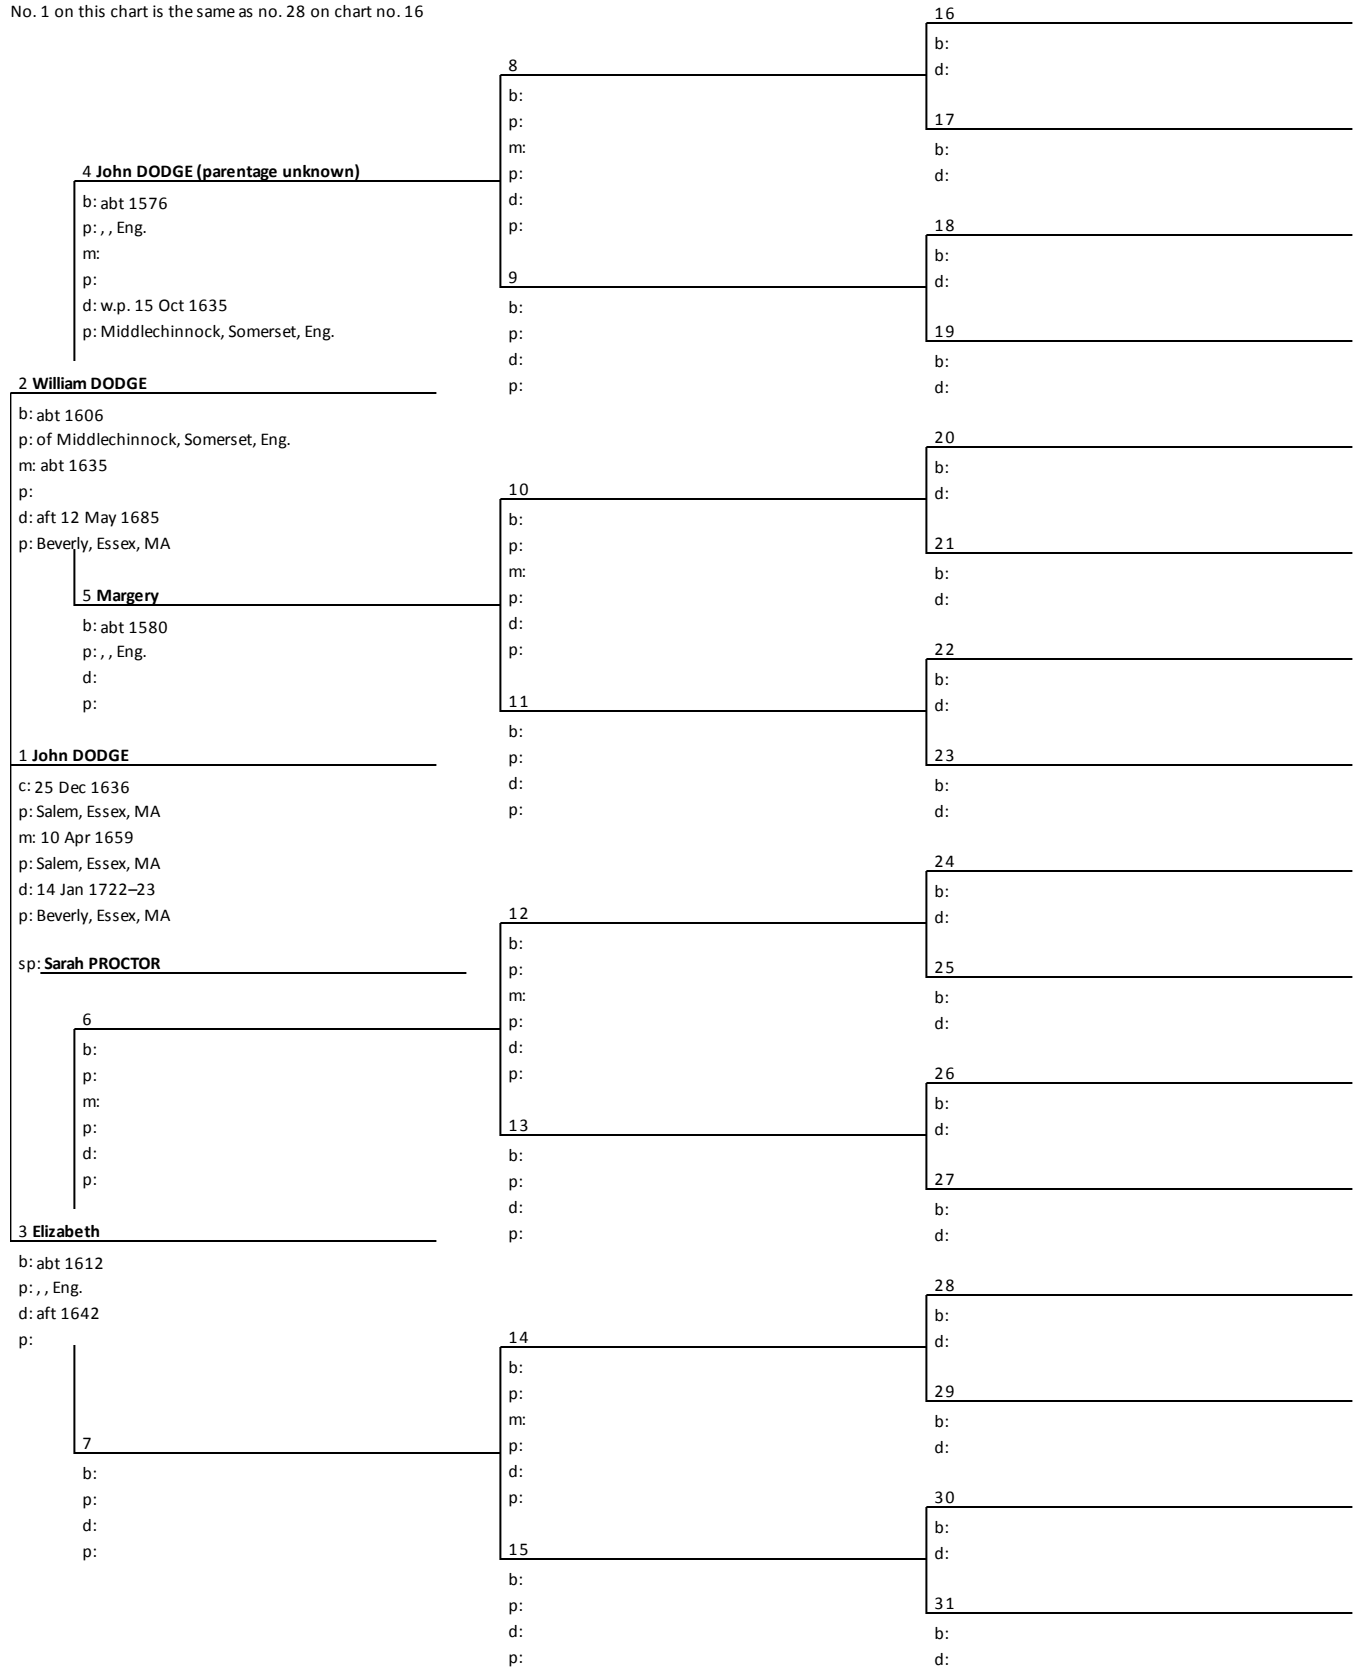 No. 1 on this chart is the same as no. 28 on chart no. 16
4 John DODGE (parentage unknown)
b: abt 1576
p: , , Eng.
m:
p:
d: w.p. 15 Oct 1635
p: Middlechinnock, Somerset, Eng.
2 William DODGE
b: abt 1606
p: of Middlechinnock, Somerset, Eng.
m: abt 1635
p:
d: aft 12 May 1685
p: Beverly, Essex, MA
5 Margery
b: abt 1580
p: , , Eng.
d:
p:
1 John DODGE
c: 25 Dec 1636
p: Salem, Essex, MA
m: 10 Apr 1659
p: Salem, Essex, MA
d: 14 Jan 1722–23
p: Beverly, Essex, MA
sp: Sarah PROCTOR
6
b:
p:
m:
p:
d:
p:
3 Elizabeth
b: abt 1612
p: , , Eng.
d: aft 1642
p:
7
b:
p:
d:
p:
8
b:
p:
m:
p:
d:
p:
9
b:
p:
d:
p:
10
b:
p:
m:
p:
d:
p:
11
b:
p:
d:
p:
12
b:
p:
m:
p:
d:
p:
13
b:
p:
d:
p:
14
b:
p:
m:
p:
d:
p:
15
b:
p:
d:
p:
16
b:
d:
17
b:
d:
18
b:
d:
19
b:
d:
20
b:
d:
21
b:
d:
22
b:
d:
23
b:
d:
24
b:
d:
25
b:
d:
26
b:
d:
27
b:
d:
28
b:
d:
29
b:
d:
30
b:
d:
31
b:
d: